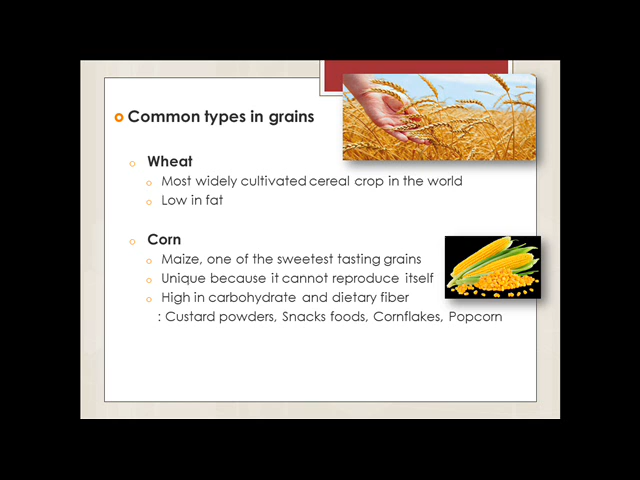 Common types in grains
Wheat
Most widely cultivated cereal crop in the world
Low in fat
Corn
Maize, one of the sweetest tasting grains
Unique because it cannot reproduce itself
High in carbohydrate and dietary fiber
: Custard powders, Snacks foods, Cornflakes, Popcorn